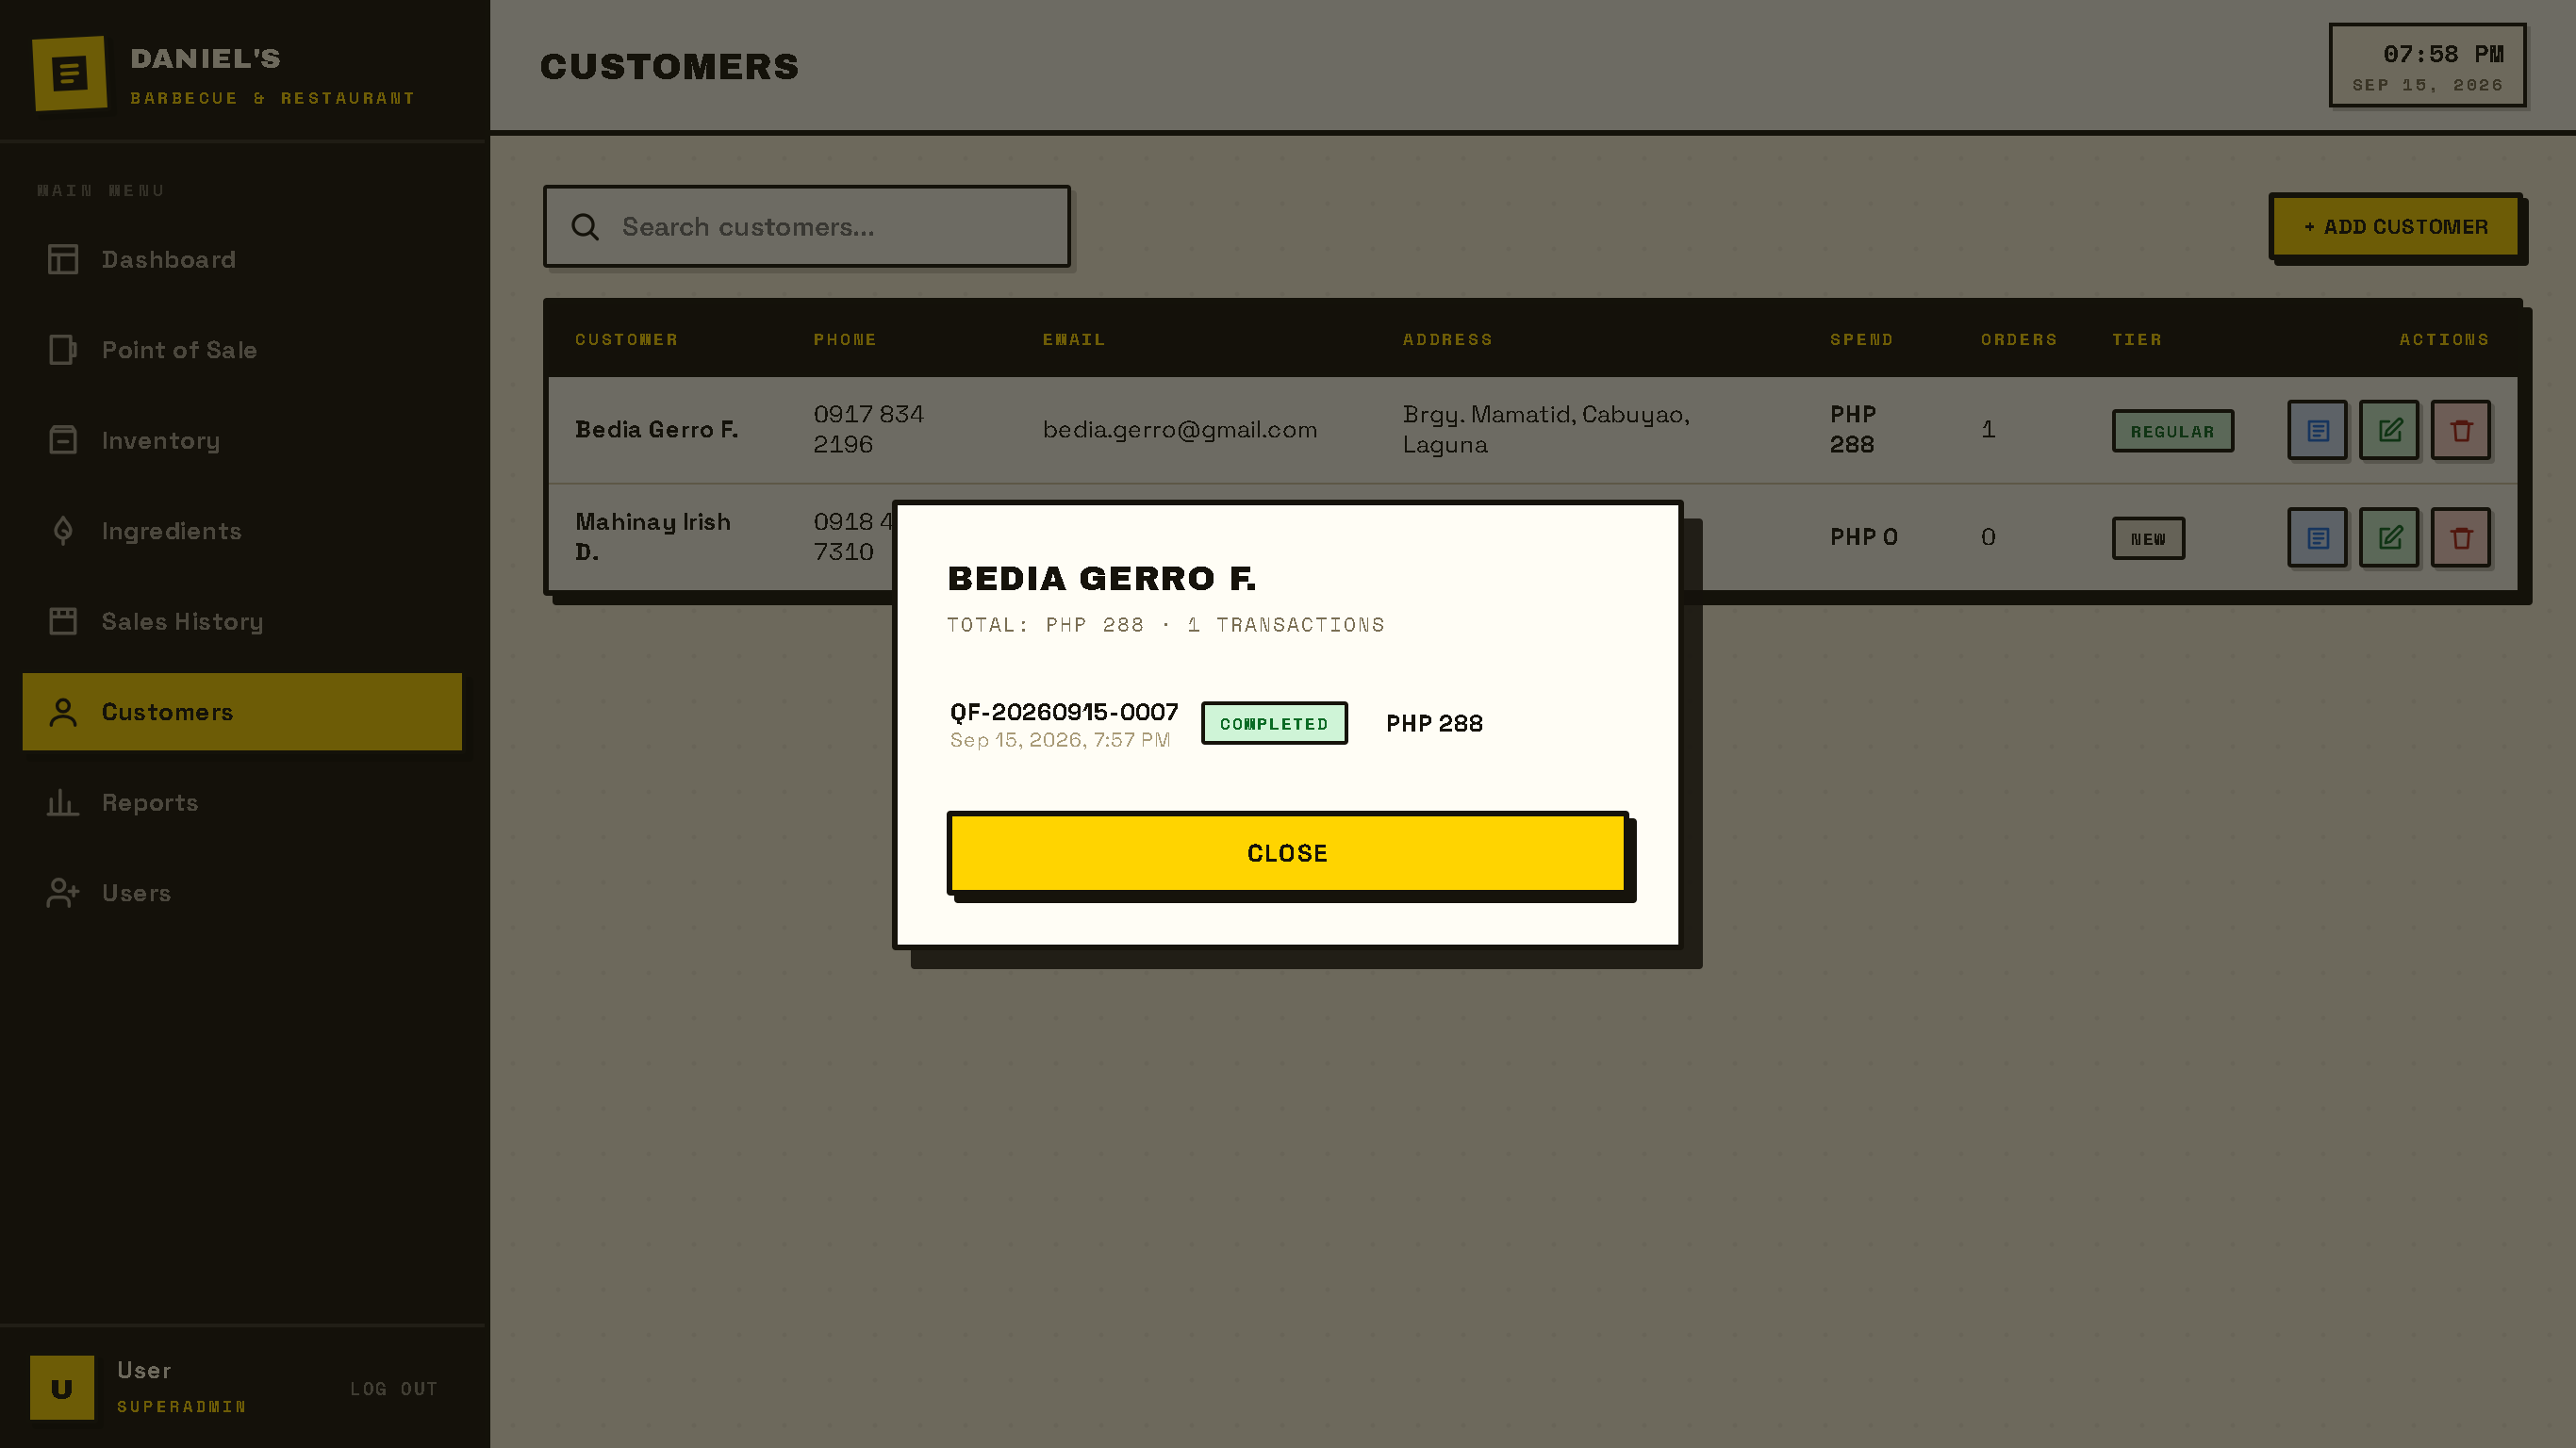 DANIEL'S
BARBECUE & RESTAURANT
MAIN MENU
Dashboard
Point of Sale
Inventory
Ingredients
Sales History
Customers
Reports
Users
U
User
SUPERADMIN
LOG OUT
CUSTOMERS
07:58 PM
SEP 15, 2026
Search customers...
+ ADD CUSTOMER
CUSTOMER PHONE EMAIL ADDRESS SPEND ORDERS TIER ACTIONS
Bedia Gerro F.
0917 834
2196
bedia.gerro@gmail.com
Brgy. Mamatid, Cabuyao,
Laguna
PHP
288
1
REGULAR
Mahinay Irish
D.
0918 4
7310
PHP 0
0
NEW
BEDIA GERRO F.
TOTAL: PHP 288 · 1 TRANSACTIONS
QF-20260915-0007
Sep 15, 2026, 7:57 PM
COMPLETED
PHP 288
CLOSE